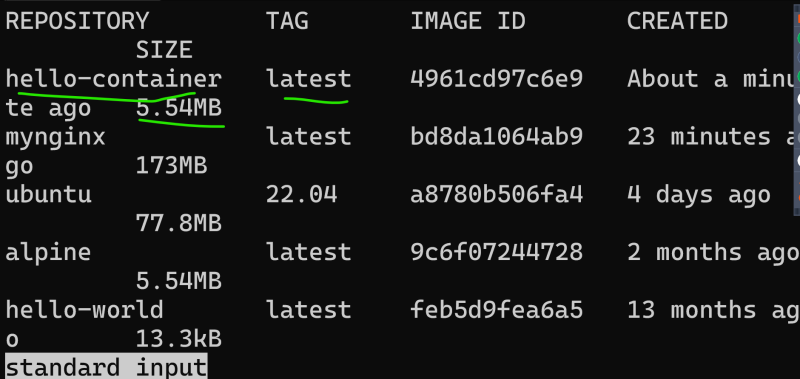 REPOSITORY TAG IMAGE ID CREATED
SIZE
hello-container latest 4961cd97c6e9 About a minu
te ago 5.54MB
mynginx latest bd8da1064ab9 23 minutes a
go 173MB
ubuntu 22.04 a8780b506fa4 4 days ago
77.8MB
alpine latest 9c6f07244728 2 months ago
5.54MB
hello-world latest feb5d9fea6a5 13 months ag
o 13.3kB
standard input